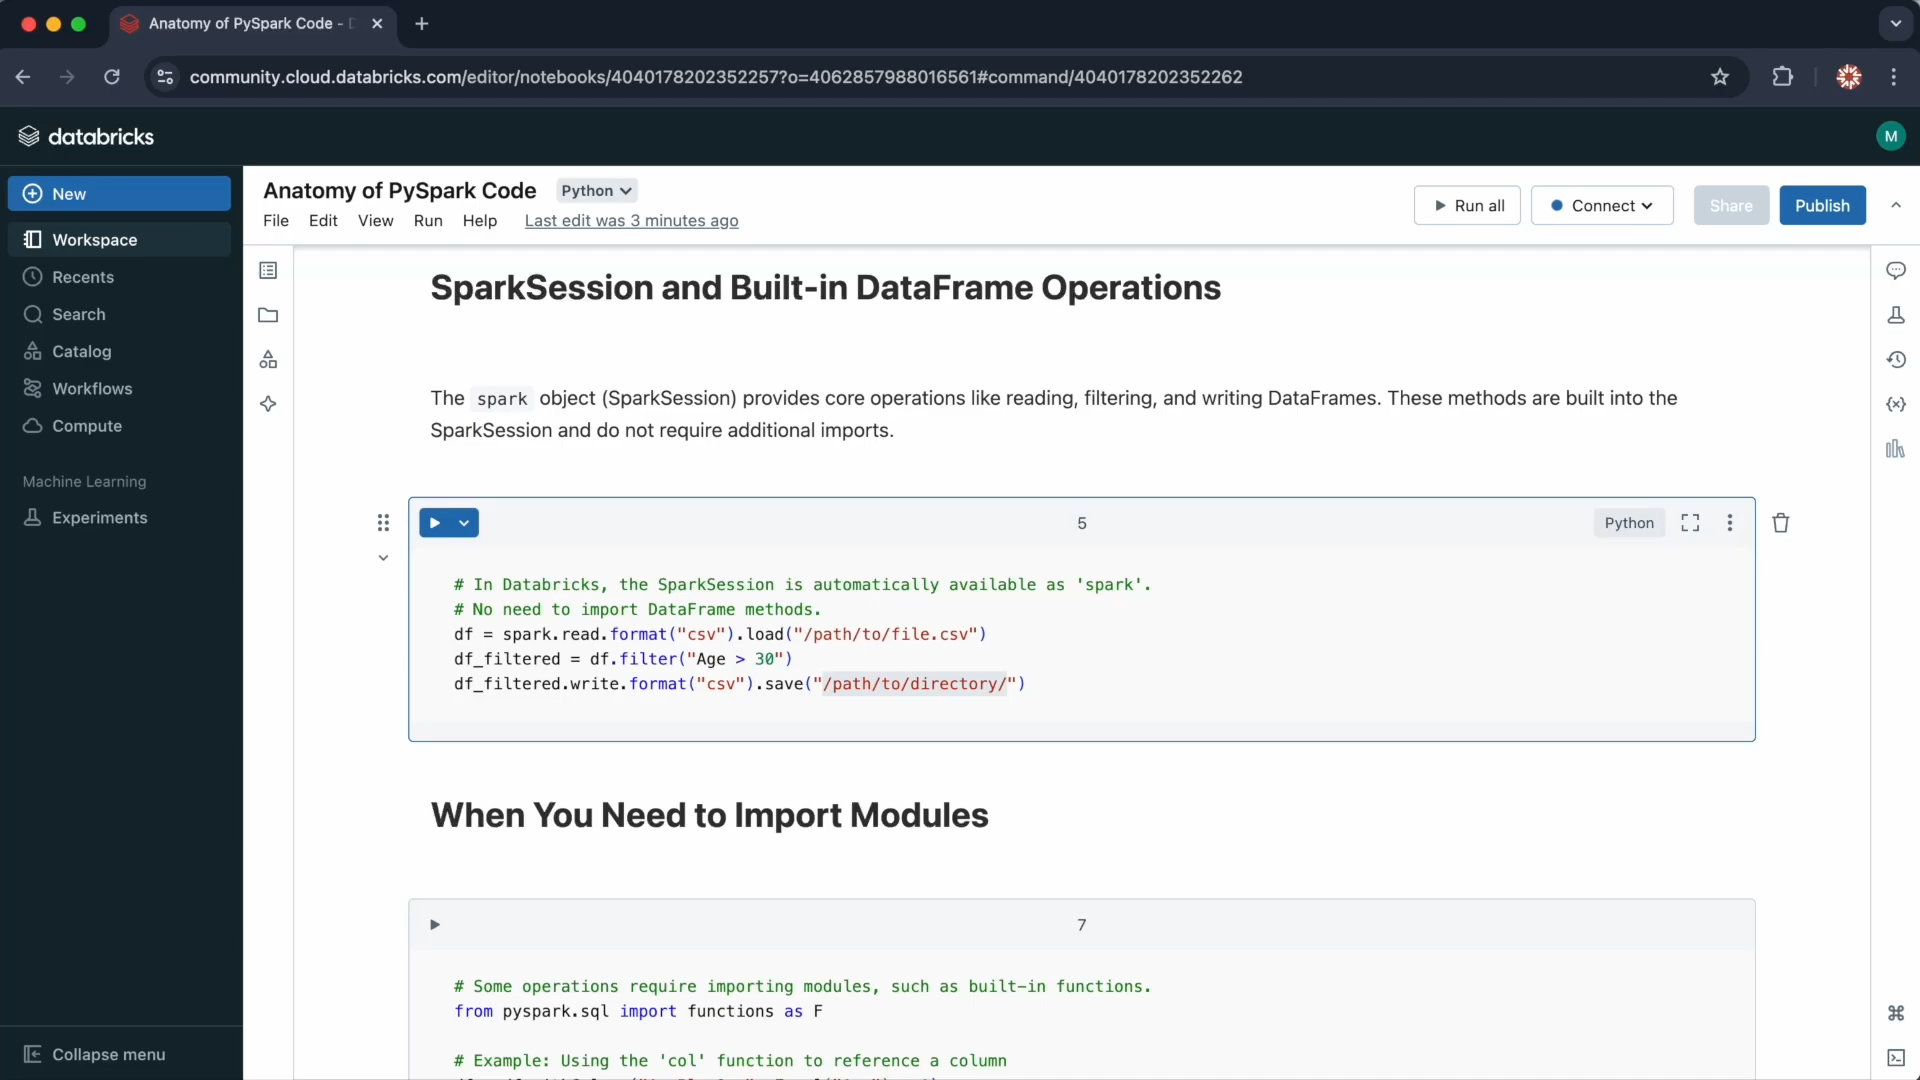 Anatomy of PySpark Code -
community.cloud.databricks.com/editor/notebooks/4040178202352257?o=4062857988016561#command/4040178202352262
databricks
M
New
Workspace
Recents
Search
Catalog
Workflows
Compute
Machine Learning
Experiments
Collapse menu
Anatomy of PySpark Code
Python
File Edit View Run Help Last edit was 3 minutes ago
Run all
Connect
Share
Publish
SparkSession and Built-in DataFrame Operations
The spark object (SparkSession) provides core operations like reading, filtering, and writing DataFrames. These methods are built into the
SparkSession and do not require additional imports.
5
Python
# In Databricks, the SparkSession is automatically available as 'spark'.
# No need to import DataFrame methods.
df = spark.read.format("csv").load("/path/to/file.csv")
df_filtered = df.filter("Age > 30")
df_filtered.write.format("csv").save("/path/to/directory/")
When You Need to Import Modules
7
# Some operations require importing modules, such as built-in functions.
from pyspark.sql import functions as F
# Example: Using the 'col' function to reference a column